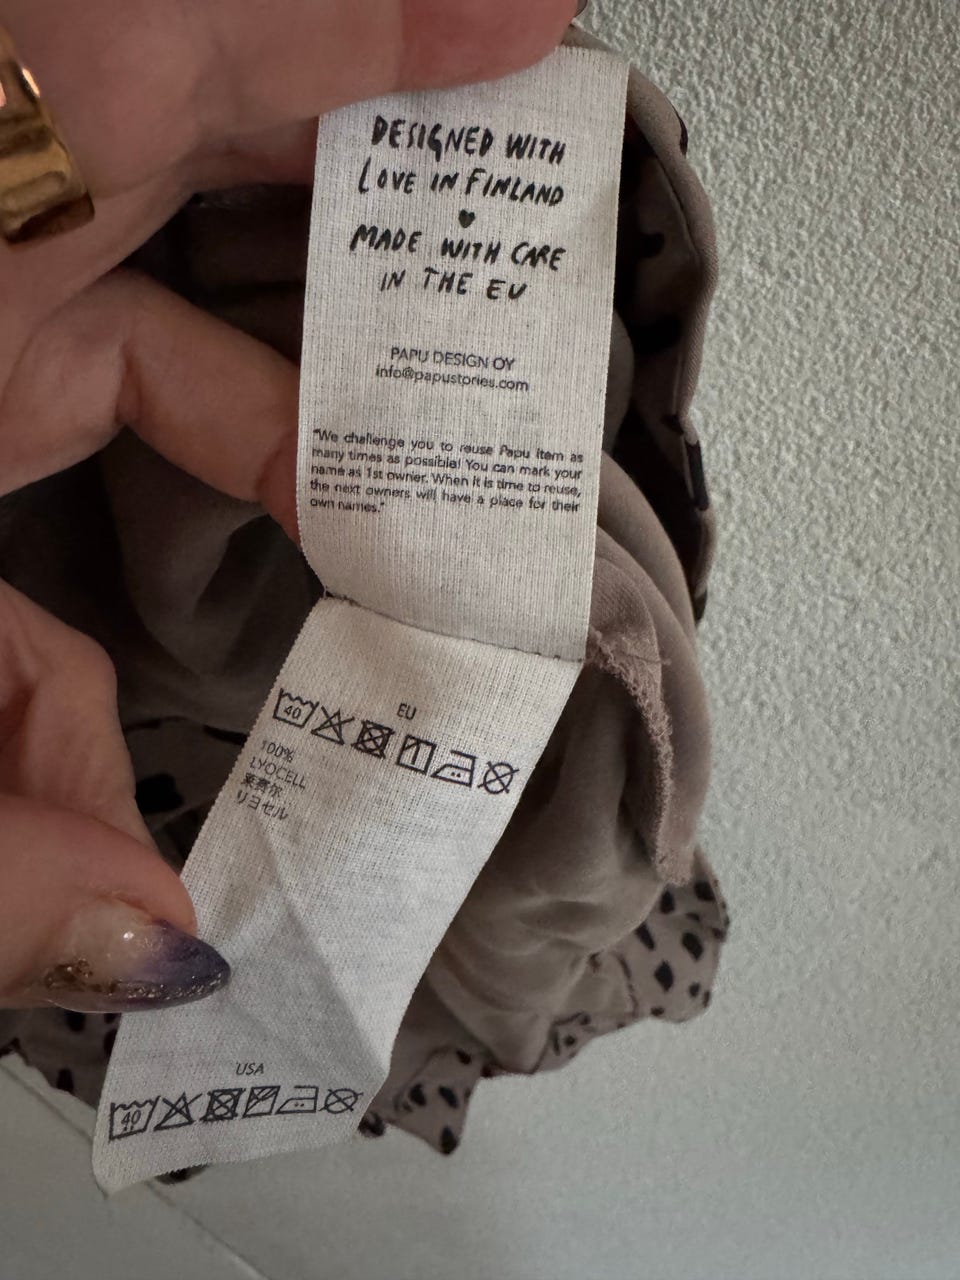 DESIGNED WITH
LOVE IN FINLAND
MADE WITH CARE
IN THE EU
PAPU DESIGN OY
info@papustories.com
"We challenge you to reuse Papu item as
many times as possible! You can mark your
name as 1st owner. When it is time to reuse,
the next owners will have a place for their
own names."
EU
40
100%
LYOCELL
莱赛尔
リヨセル
USA
40